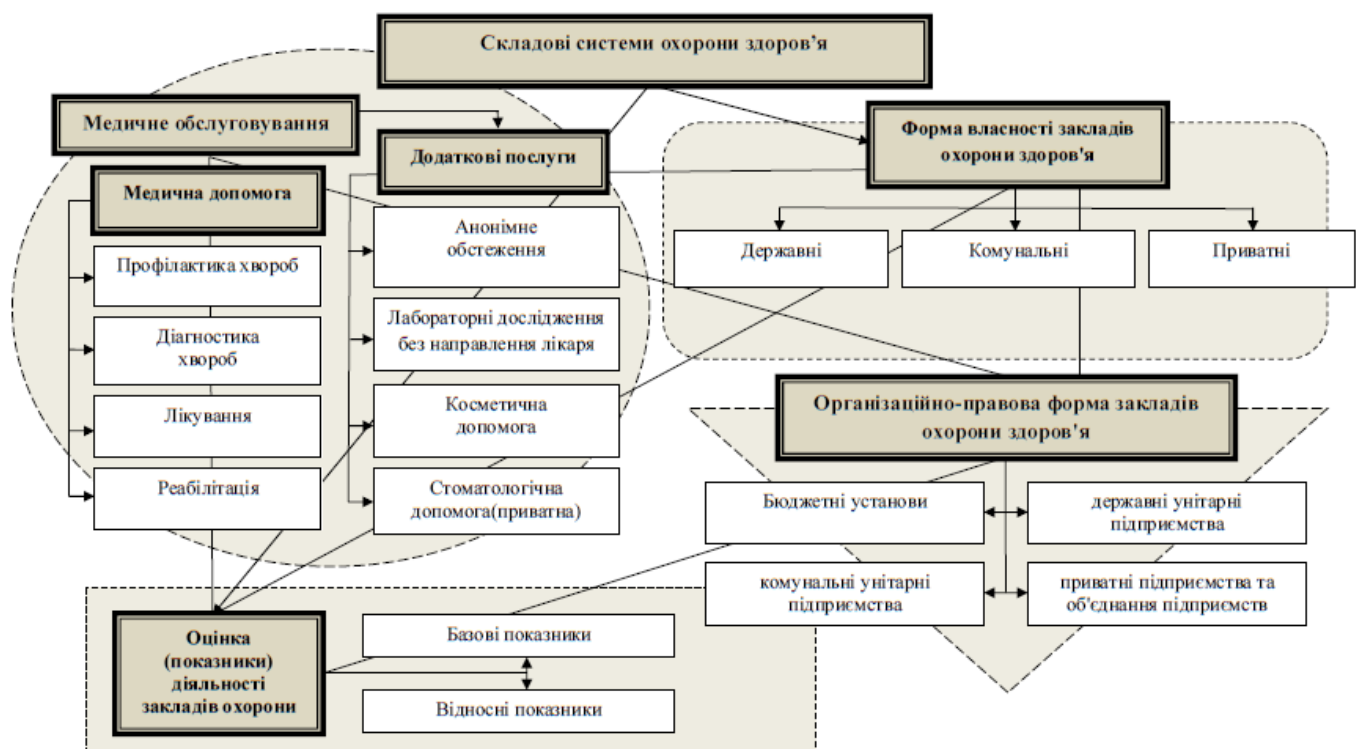 Складові системи охорони здоров’я
Медичне обслуговування
Форма власності закладів
охорони здоров'я
Додаткові послуги
Медична допомога
Анонімне
обстеження
Державні
Комунальні
Приватні
Профілактика хвороб
Лабораторні дослідження
без направлення лікаря
Діагностика
хвороб
Організаційно-правова форма закладів
охорони здоров'я
Косметична
допомога
Лікування
Реабілітація
Стоматологічна
допомога(приватна)
Бюджетні установи
державні унітарні
підприємства
комунальні унітарні
підприємства
приватні підприємства та
об'єднання підприємств
Оцінка
(показники)
діяльності
закладів охорони
Базові показники
Відносні показники